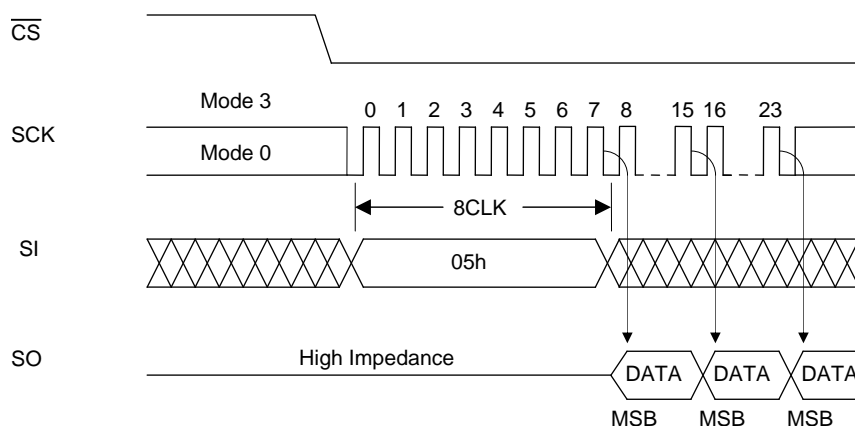 CS
Mode 3
0 1 2 3 4 5 6 7 8 15 16 23
SCK
Mode 0
8CLK
SI
05h
SO
High Impedance
DATA DATA DATA
MSB MSB MSB